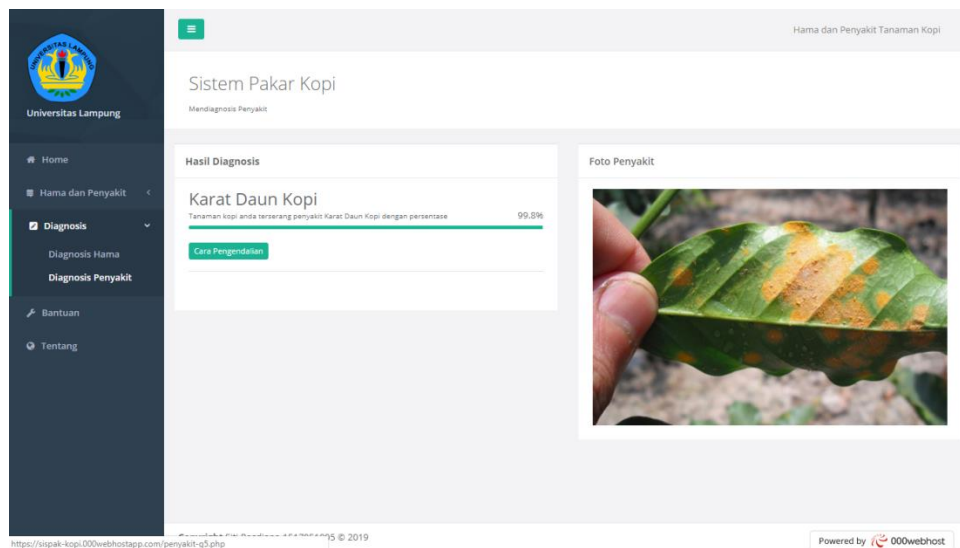 UNIVERSITAS LAMPUNG
Universitas Lampung
Home
Hama dan Penyakit
Diagnosis
Diagnosis Hama
Diagnosis Penyakit
Bantuan
Tentang
Hama dan Penyakit Tanaman Kopi
Sistem Pakar Kopi
Mendiagnosis Penyakit
Hasil Diagnosis
Karat Daun Kopi
Tanaman kopi anda terserang penyakit Karat Daun Kopi dengan persentase 99.8%
Cara Pengendalian
Foto Penyakit
© 2019
Powered by 000webhost
https://sispak-kopi.000webhostapp.com/penyakit-q5.php